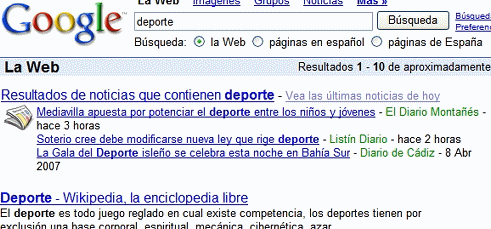 La Web Imágenes Grupos Noticias Más »
Google™ deporte Búsqueda Búsqued
Preferen
Búsqueda: la Web páginas en español páginas de España
La Web Resultados 1 - 10 de aproximadamente
Resultados de noticias que contienen deporte - Vea las últimas noticias de hoy
Mediavilla apuesta por potenciar el deporte entre los niños y jóvenes - El Diario Montañés -
hace 3 horas
Soterio cree debe modificarse nueva ley que rige deporte - Listín Diario - hace 2 horas
La Gala del Deporte isleño se celebra esta noche en Bahía Sur - Diario de Cádiz - 8 Abr
2007
Deporte - Wikipedia, la enciclopedia libre
El deporte es todo juego reglado en cual existe competencia, los deportes tienen por
exclusión una base corporal, espiritual, mecánica, cibernética, azar